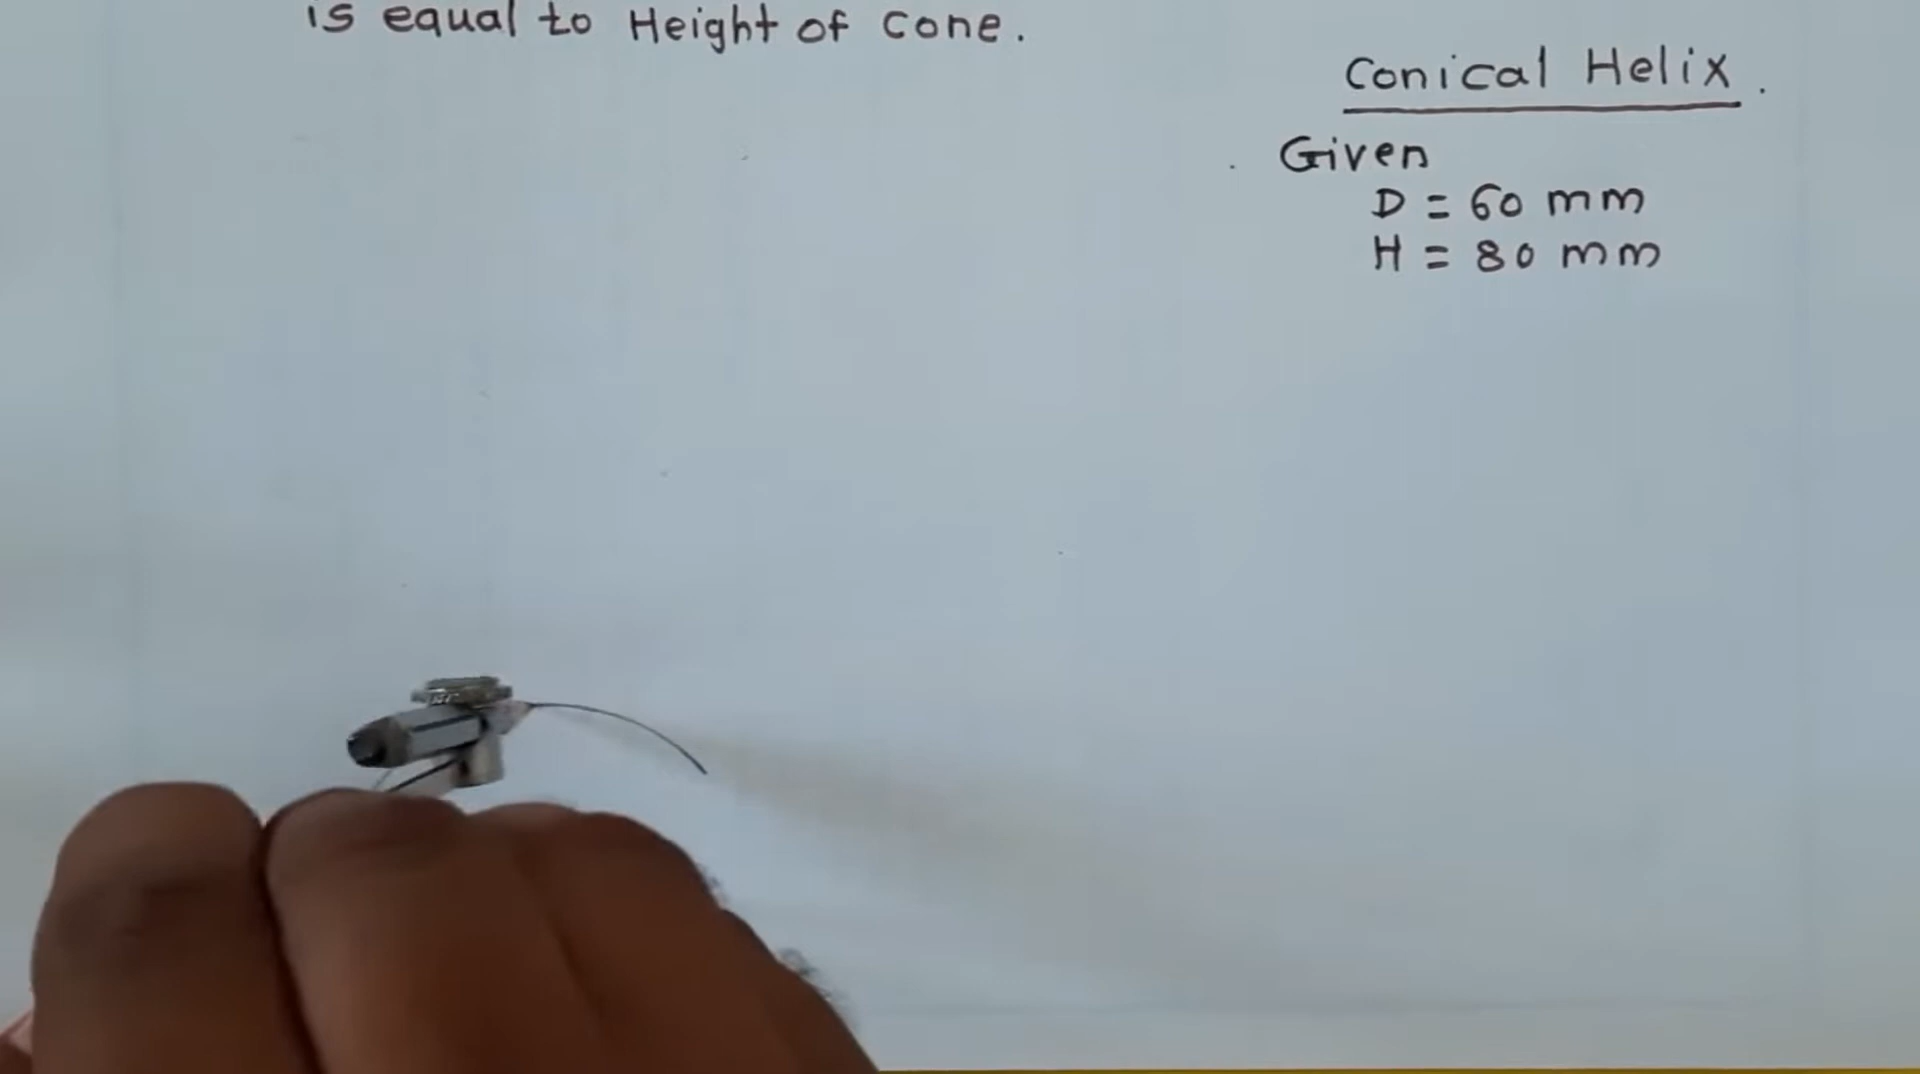 is equal to Height of Cone.
Conical Helix.
Given
D = 60 mm
H = 80 mm